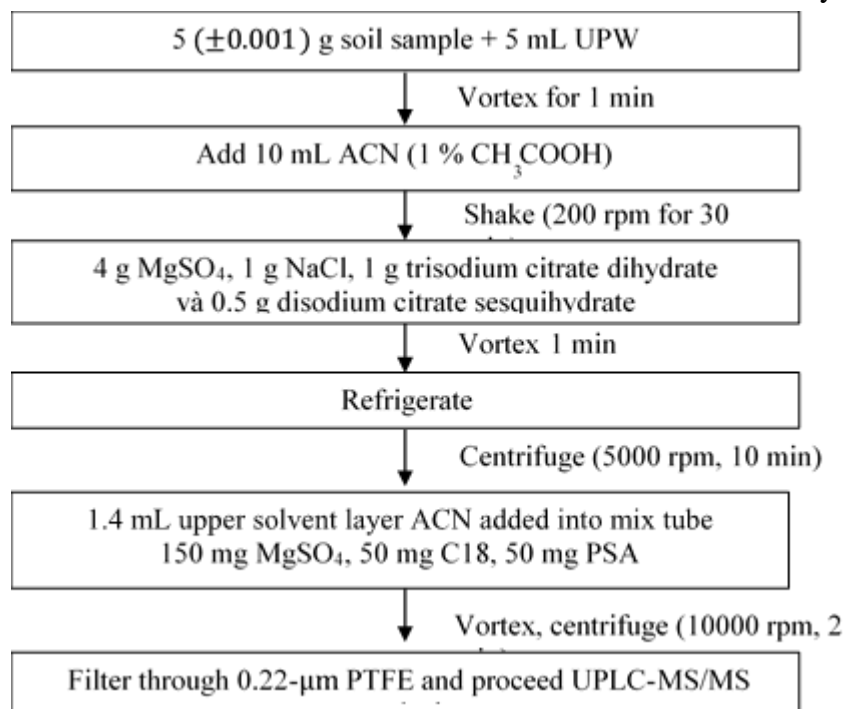 5 (±0.001) g soil sample + 5 mL UPW
Vortex for 1 min
Add 10 mL ACN (1 % CH₃COOH)
Shake (200 rpm for 30
4 g MgSO₄, 1 g NaCl, 1 g trisodium citrate dihydrate
và 0.5 g disodium citrate sesquihydrate
Vortex 1 min
Refrigerate
Centrifuge (5000 rpm, 10 min)
1.4 mL upper solvent layer ACN added into mix tube
150 mg MgSO₄, 50 mg C18, 50 mg PSA
Vortex, centrifuge (10000 rpm, 2
Filter through 0.22-μm PTFE and proceed UPLC-MS/MS